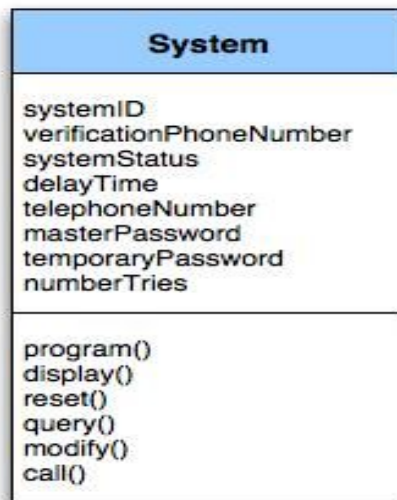 System
systemID
verificationPhoneNumber
systemStatus
delayTime
telephoneNumber
masterPassword
temporaryPassword
numberTries
program()
display()
reset()
query()
modify()
call()